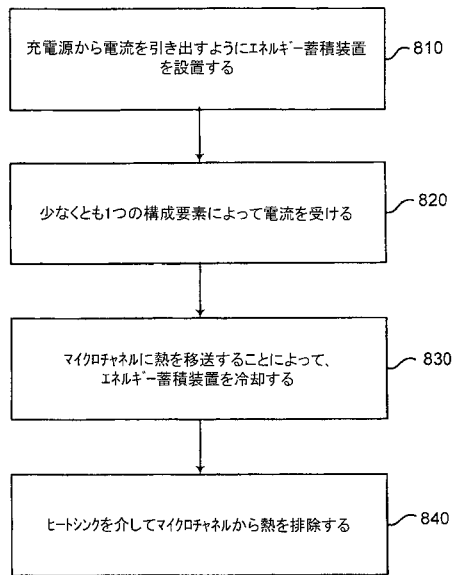 充電源から電流を引き出すようにｴﾈﾙｷﾞｰ蓄積装置
を設置する
810
少なくとも1つの構成要素によって電流を受ける
820
ﾏｲｸﾛﾁｬﾈﾙに熱を移送することによって、
ｴﾈﾙｷﾞｰ蓄積装置を冷却する
830
ﾋｰﾄｼﾝｸを介してﾏｲｸﾛﾁｬﾈﾙから熱を排除する
840